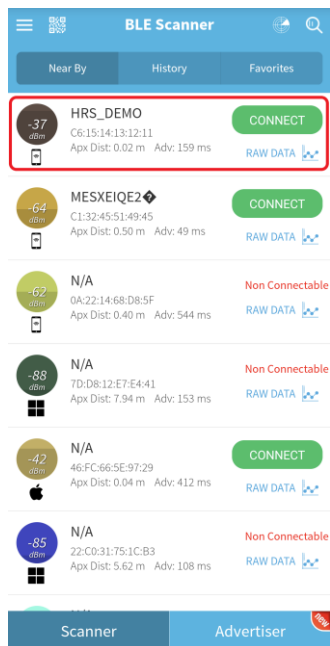 BLE Scanner
Near By History Favorites
-37 dBm
HRS_DEMO
C6:15:14:13:12:11
Apx Dist: 0.02 m Adv: 159 ms
CONNECT
RAW DATA
-64 dBm
MESXEIQE2�
C1:32:45:51:49:45
Apx Dist: 0.50 m Adv: 49 ms
CONNECT
RAW DATA
-62 dBm
N/A
0A:22:14:68:D8:5F
Apx Dist: 0.40 m Adv: 544 ms
Non Connectable
RAW DATA
-88 dBm
N/A
7D:D8:12:E7:E4:41
Apx Dist: 7.94 m Adv: 153 ms
Non Connectable
RAW DATA
-42 dBm
N/A
46:FC:66:5E:97:29
Apx Dist: 0.04 m Adv: 412 ms
CONNECT
RAW DATA
-85 dBm
N/A
22:C0:31:75:1C:B3
Apx Dist: 5.62 m Adv: 108 ms
Non Connectable
RAW DATA
Scanner Advertiser
new